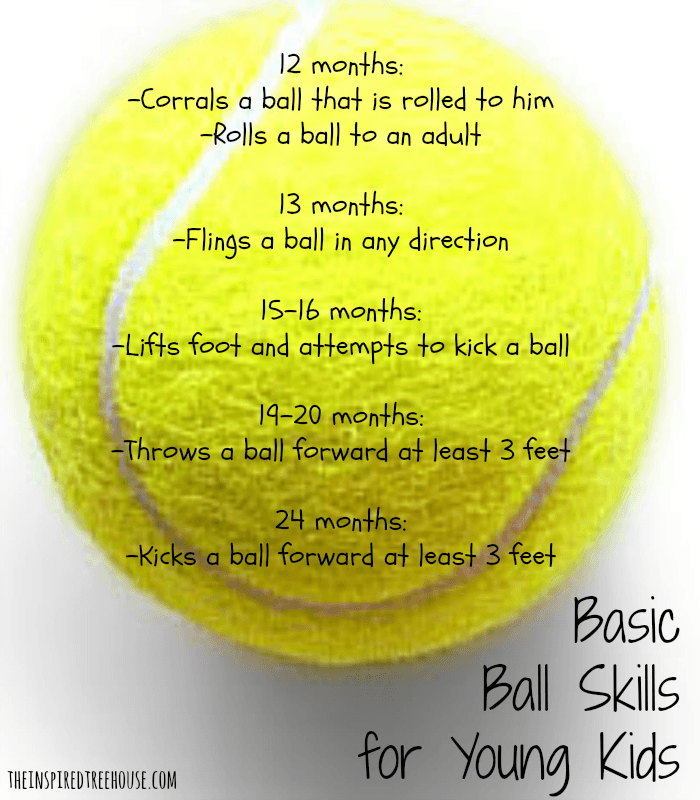 12 months:
-Corrals a ball that is rolled to him
-Rolls a ball to an adult
13 months:
-Flings a ball in any direction
15-16 months:
-Lifts foot and attempts to kick a ball
19-20 months:
-Throws a ball forward at least 3 feet
24 months:
-Kicks a ball forward at least 3 feet
Basic
Ball Skills
for Young Kids
THEINSPIREDTREEHOUSE.COM